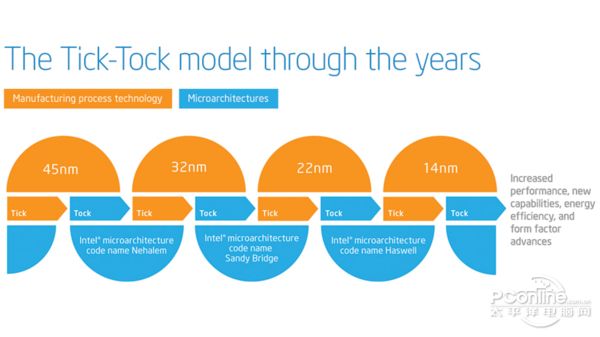 The Tick-Tock model through the years
Manufacturing process technology
Microarchitectures
45nm
32nm
22nm
14nm
Tick
Tock
Tick
Tock
Tick
Tock
Tick
Tock
Intel® microarchitecture
code name Nehalem
Intel® microarchitecture
code name
Sandy Bridge
Intel® microarchitecture
code name Haswell
Increased
performance, new
capabilities, energy
efficiency, and
form factor
advances
PConline.com.cn
太平洋电脑网